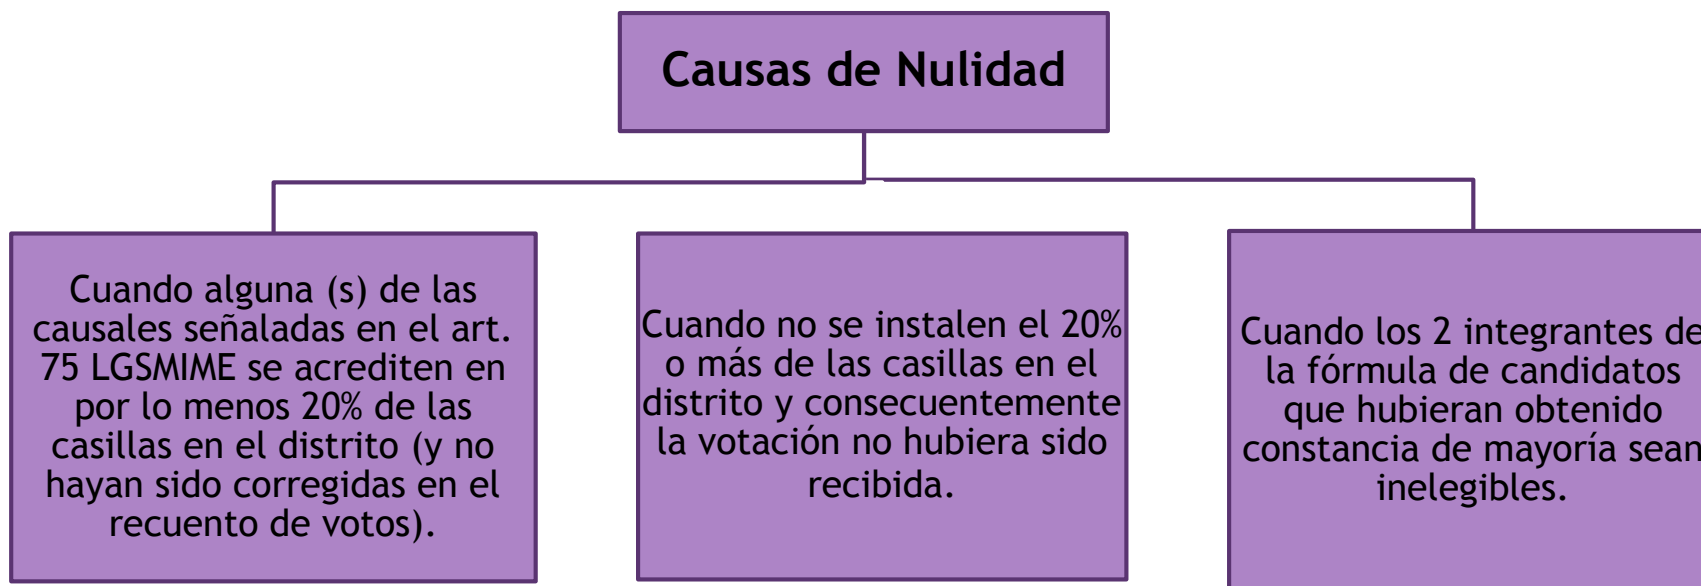 Causas de Nulidad
Cuando alguna (s) de las
causales señaladas en el art.
75 LGSMIME se acrediten en
por lo menos 20% de las
casillas en el distrito (y no
hayan sido corregidas en el
recuento de votos).
Cuando no se instalen el 20%
o más de las casillas en el
distrito y consecuentemente
la votación no hubiera sido
recibida.
Cuando los 2 integrantes de
la fórmula de candidatos
que hubieran obtenido
constancia de mayoría sean
inelegibles.